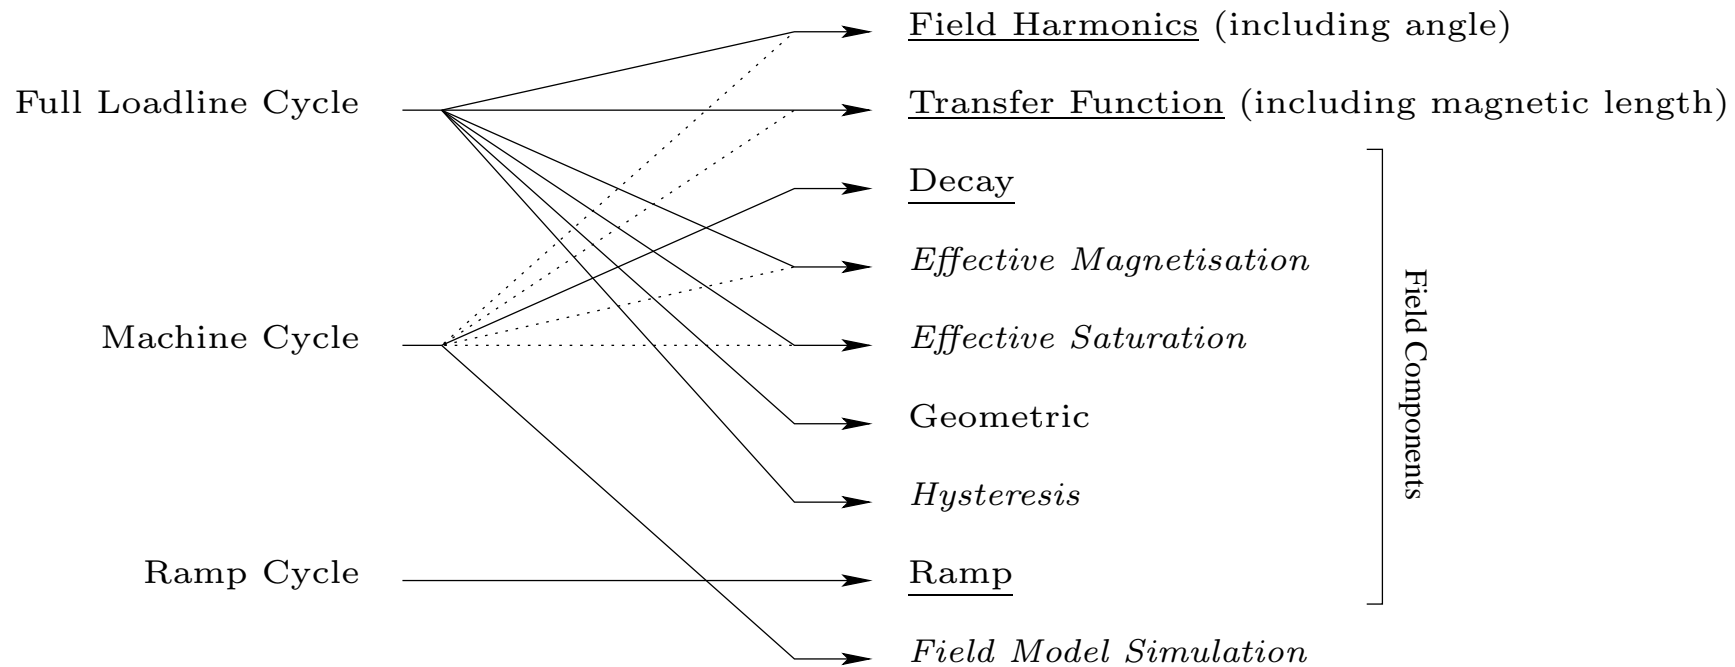 Field Harmonics (including angle)
Full Loadline Cycle
Transfer Function (including magnetic length)
Decay
Effective Magnetisation
Machine Cycle
Effective Saturation
Geometric
Hysteresis
Ramp Cycle
Ramp
Field Model Simulation
Field Components